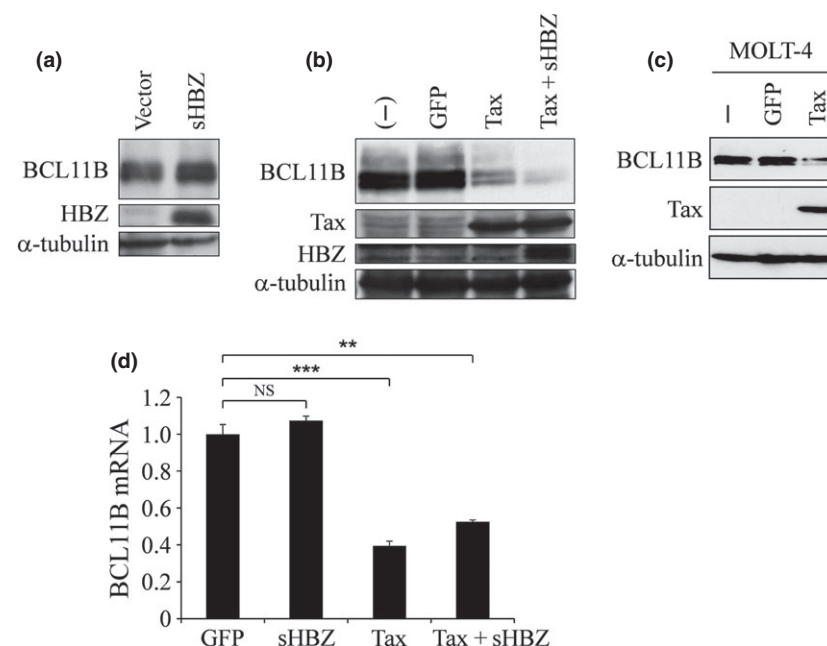 (a)
Vector
sHBZ
BCL11B
HBZ
α-tubulin
(b)
(–)
GFP
Tax
Tax + sHBZ
BCL11B
Tax
HBZ
α-tubulin
(c)
MOLT-4
–
GFP
Tax
BCL11B
Tax
α-tubulin
(d)
**
***
NS
BCL11B mRNA
1.2
1.0
0.8
0.6
0.4
0.2
0
GFP sHBZ Tax Tax + sHBZ